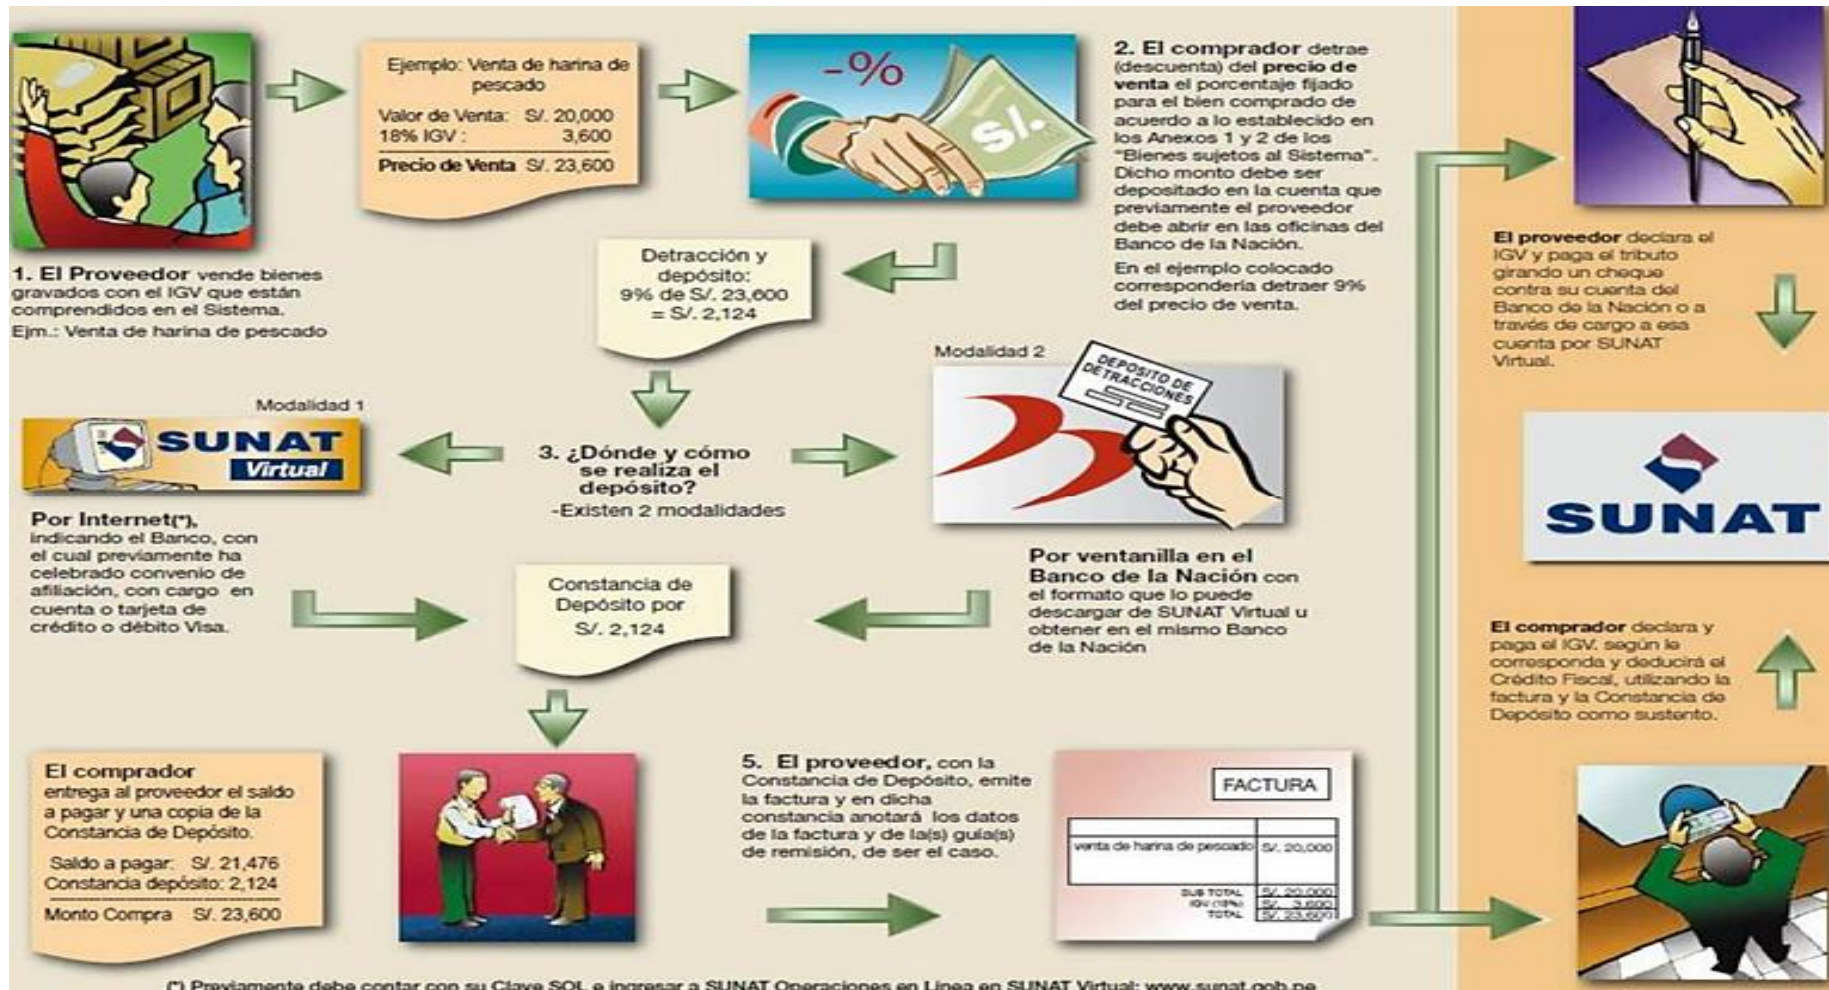 1. El Proveedor vende bienes
gravados con el IGV que están
comprendidos en el Sistema.
Ejm.: Venta de harina de pescado
Ejemplo: Venta de harina de
pescado
Valor de Venta: S/. 20,000
18% IGV : 3,600
Precio de Venta S/. 23,600
-%
S/.
2. El comprador detrae
(descuenta) del precio de
venta el porcentaje fijado
para el bien comprado de
acuerdo a lo establecido en
los Anexos 1 y 2 de los
"Bienes sujetos al Sistema".
Dicho monto debe ser
depositado en la cuenta que
previamente el proveedor
debe abrir en las oficinas del
Banco de la Nación.
En el ejemplo colocado
correspondería detraer 9%
del precio de venta.
Detracción y
depósito:
9% de S/. 23,600
= S/. 2,124
3. ¿Dónde y cómo
se realiza el
depósito?
-Existen 2 modalidades
Modalidad 1
SUNAT
Virtual
Por Internet(*),
indicando el Banco, con
el cual previamente ha
celebrado convenio de
afiliación, con cargo en
cuenta o tarjeta de
crédito o débito Visa.
Modalidad 2
DEPOSITO DE
DETRACCIONES
Por ventanilla en el
Banco de la Nación con
el formato que lo puede
descargar de SUNAT Virtual u
obtener en el mismo Banco
de la Nación
Constancia de
Depósito por
S/. 2,124
El comprador
entrega al proveedor el saldo
a pagar y una copia de la
Constancia de Depósito.
Saldo a pagar: S/. 21,476
Constancia depósito: 2,124
Monto Compra S/. 23,600
5. El proveedor, con la
Constancia de Depósito, emite
la factura y en dicha
constancia anotará los datos
de la factura y de la(s) guía(s)
de remisión, de ser el caso.
FACTURA
venta de harina de pescado S/. 20,000
SUB TOTAL S/. 20,000
IGV (18%) S/. 3,600
TOTAL S/. 23,600
El proveedor declara el
IGV y paga el tributo
girando un cheque
contra su cuenta del
Banco de la Nación o a
través de cargo a esa
cuenta por SUNAT
Virtual.
SUNAT
El comprador declara y
paga el IGV. según le
corresponda y deducirá el
Crédito Fiscal, utilizando la
factura y la Constancia de
Depósito como sustento.
(*) Previamente debe contar con su Clave SOL e ingresar a SUNAT Operaciones en Línea en SUNAT Virtual: www.sunat.gob.pe